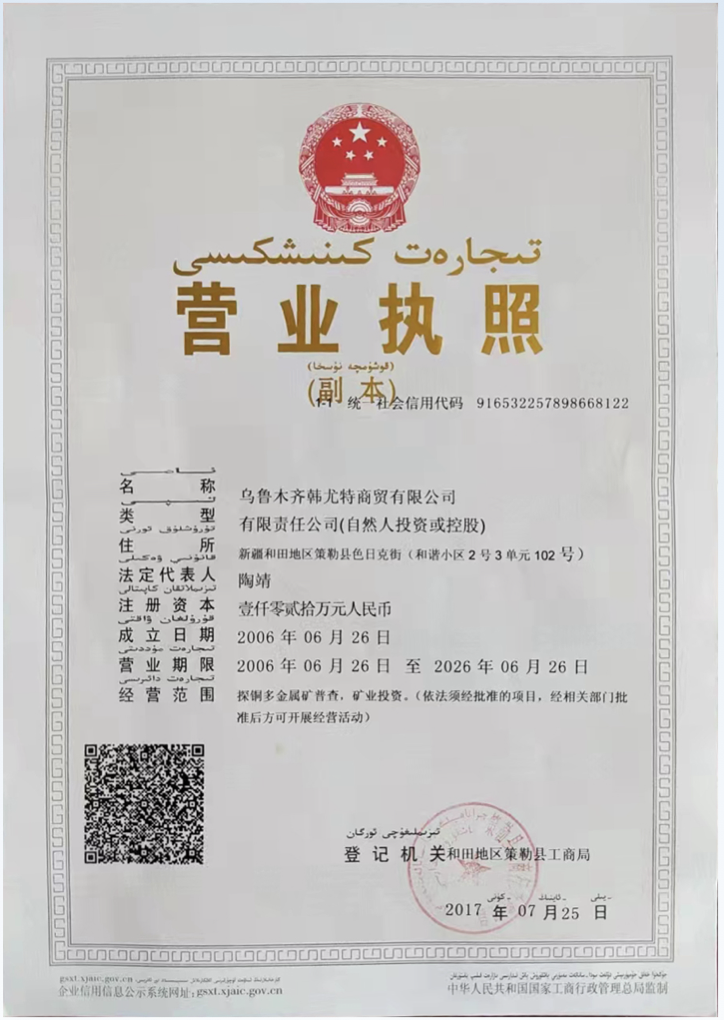 تىجارەت كىنىشكىسى
营业执照
(قوشۇمچە نۇسخا)
(副本)
1-1 统一社会信用代码 916532257898668122
名称 乌鲁木齐韩尤特商贸有限公司
类型 有限责任公司(自然人投资或控股)
住所 新疆和田地区策勒县色日克街（和谐小区2号3单元102号）
法定代表人 陶靖
注册资本 壹仟零贰拾万元人民币
成立日期 2006年06月26日
营业期限 2006年06月26日 至 2026年06月26日
经营范围 探铜多金属矿普查，矿业投资。（依法须经批准的项目，经相关部门批
准后方可开展经营活动）
登记机关 和田地区策勒县工商局
2017年07月25日
gsxt.xjaic.gov.cn
企业信用信息公示系统网址: gsxt.xjaic.gov.cn
中华人民共和国国家工商行政管理总局监制